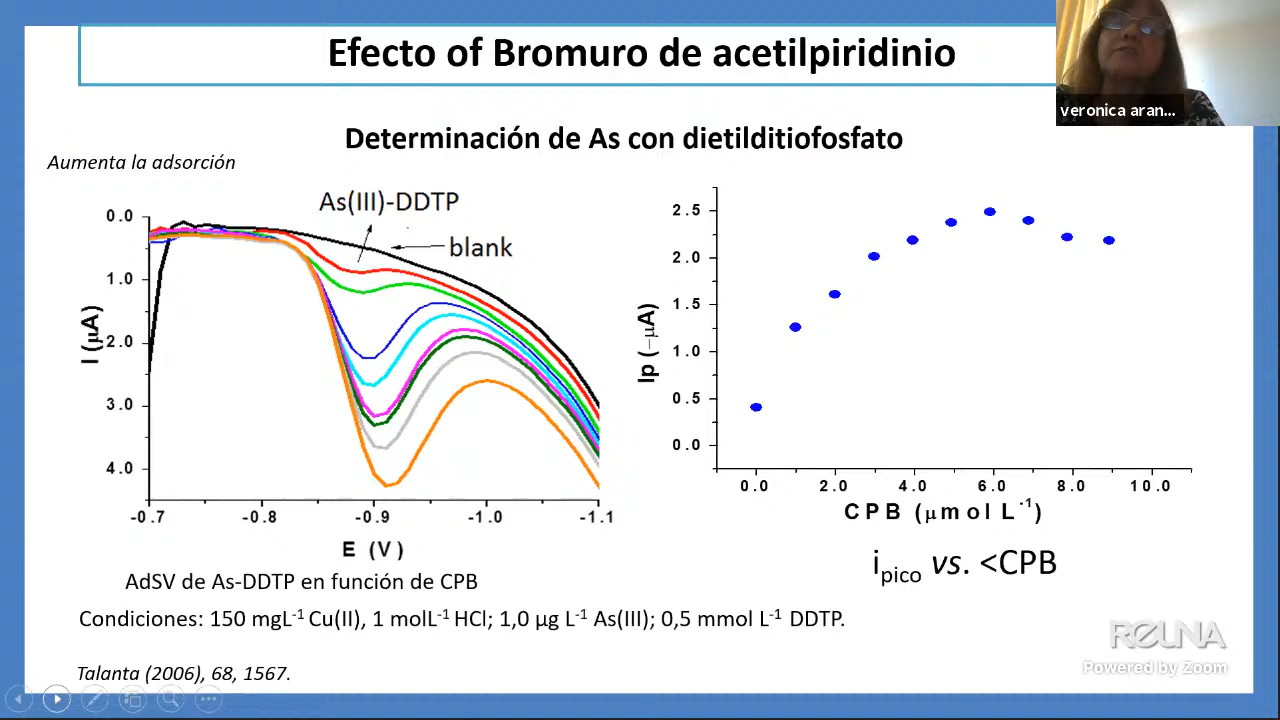 Efecto of Bromuro de acetilpiridinio
veronica aran...
Determinación de As con dietilditiofosfato
Aumenta la adsorción
As(III)-DDTP
blank
0.0
1.0
2.0
3.0
4.0
I (µA)
-0.7 -0.8 -0.9 -1.0 -1.1
E (V)
2.5
2.0
1.5
1.0
0.5
0.0
Ip (-µA)
0.0 2.0 4.0 6.0 8.0 10.0
CPB (µmol L⁻¹)
i pico vs. <CPB
AdSV de As-DDTP en función de CPB
Condiciones: 150 mgL⁻¹ Cu(II), 1 molL⁻¹ HCl; 1,0 µg L⁻¹ As(III); 0,5 mmol L⁻¹ DDTP.
Talanta (2006), 68, 1567.
REUNA
Powered by Zoom